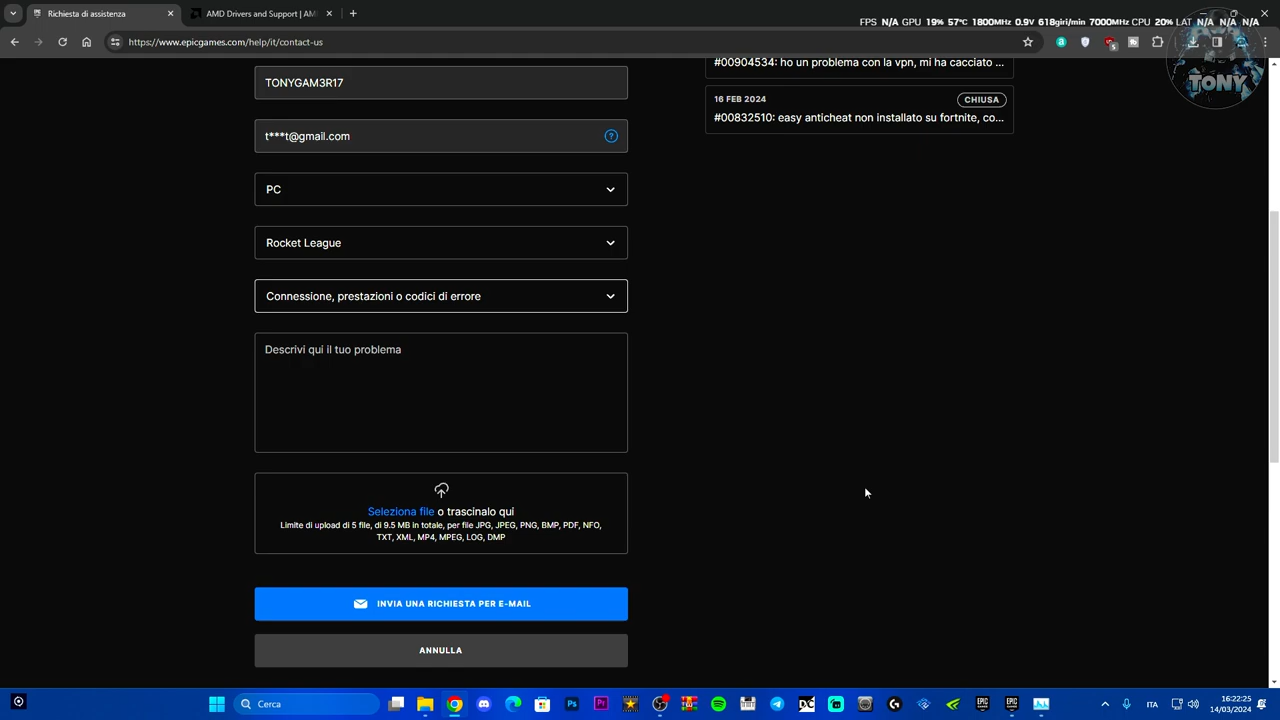 Richiesta di assistenza
AMD Drivers and Support | AM
FPS N/A GPU 19% 57°C 1800MHz 0.9V 618giri/min 7000MHz CPU 20% LAT N/A N/A N/A
https://www.epicgames.com/help/it/contact-us
TONY
TONYGAM3R17
#00904534: ho un problema con la vpn, mi ha cacciato ...
16 FEB 2024
CHIUSA
#00832510: easy anticheat non installato su fortnite, co...
t***t@gmail.com
?
PC
Rocket League
Connessione, prestazioni o codici di errore
Descrivi qui il tuo problema
Seleziona file o trascinalo qui
Limite di upload di 5 file, di 9.5 MB in totale, per file JPG, JPEG, PNG, BMP, PDF, NFO,
TXT, XML, MP4, MPEG, LOG, DMP
INVIA UNA RICHIESTA PER E-MAIL
ANNULLA
Cerca
Ps
Pr
DC
EPIC
EPIC
ITA
16:22:25
14/03/2024